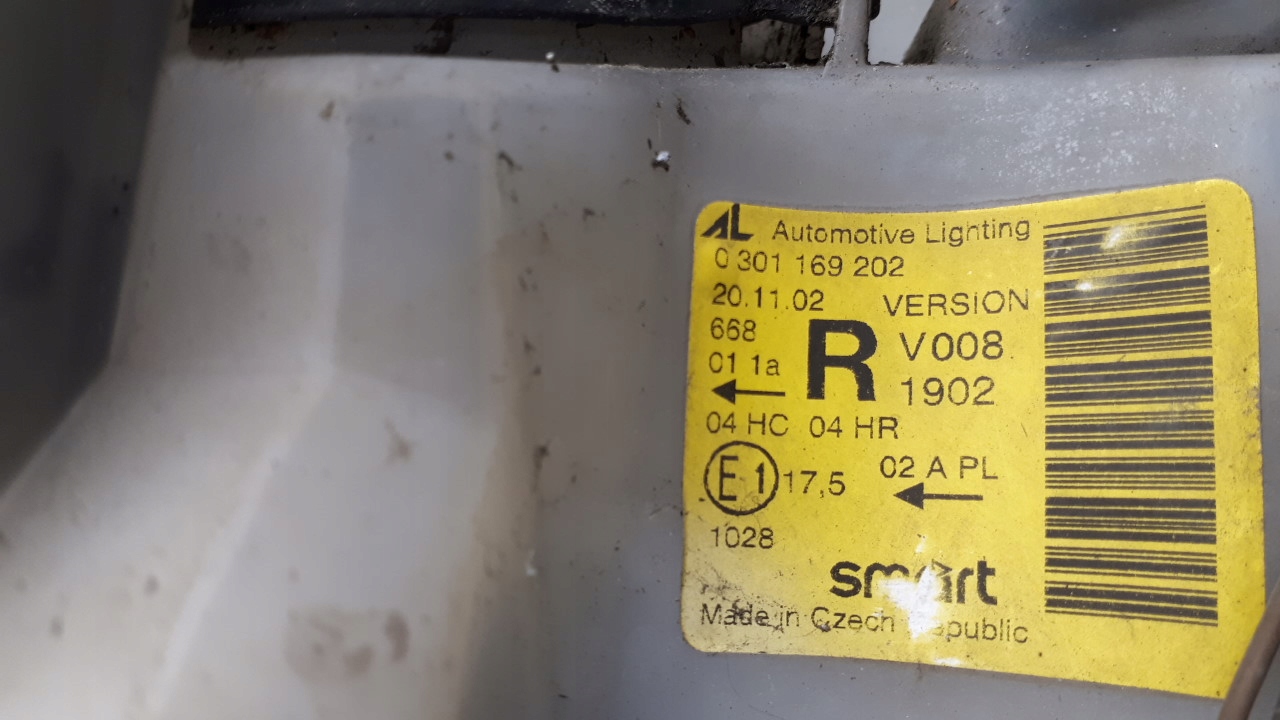 AL Automotive Lighting
0 301 169 202
20.11.02 VERSION
668 R V008
01 1a 1902
04 HC 04 HR
E1 17,5 02 A PL
1028
smart
Made in Czech Republic